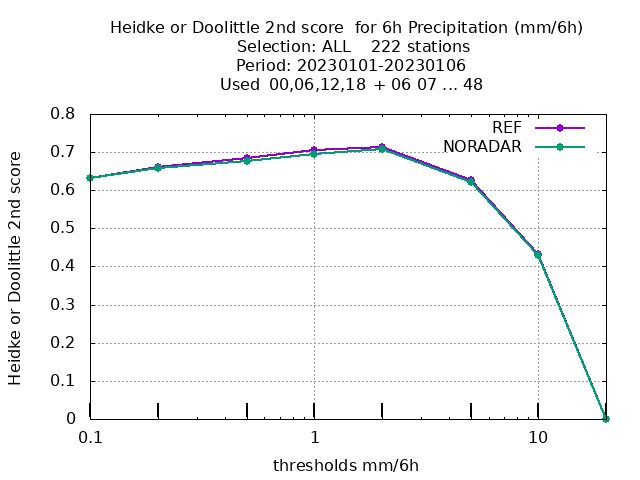 Heidke or Doolittle 2nd score  for 6h Precipitation (mm/6h)
Selection: ALL    222 stations
Period: 20230101-20230106
Used  00,06,12,18  + 06 07 ... 48
REF
NORADAR
Heidke or Doolittle 2nd score
0.8
0.7
0.6
0.5
0.4
0.3
0.2
0.1
0
0.1 1 10
thresholds mm/6h